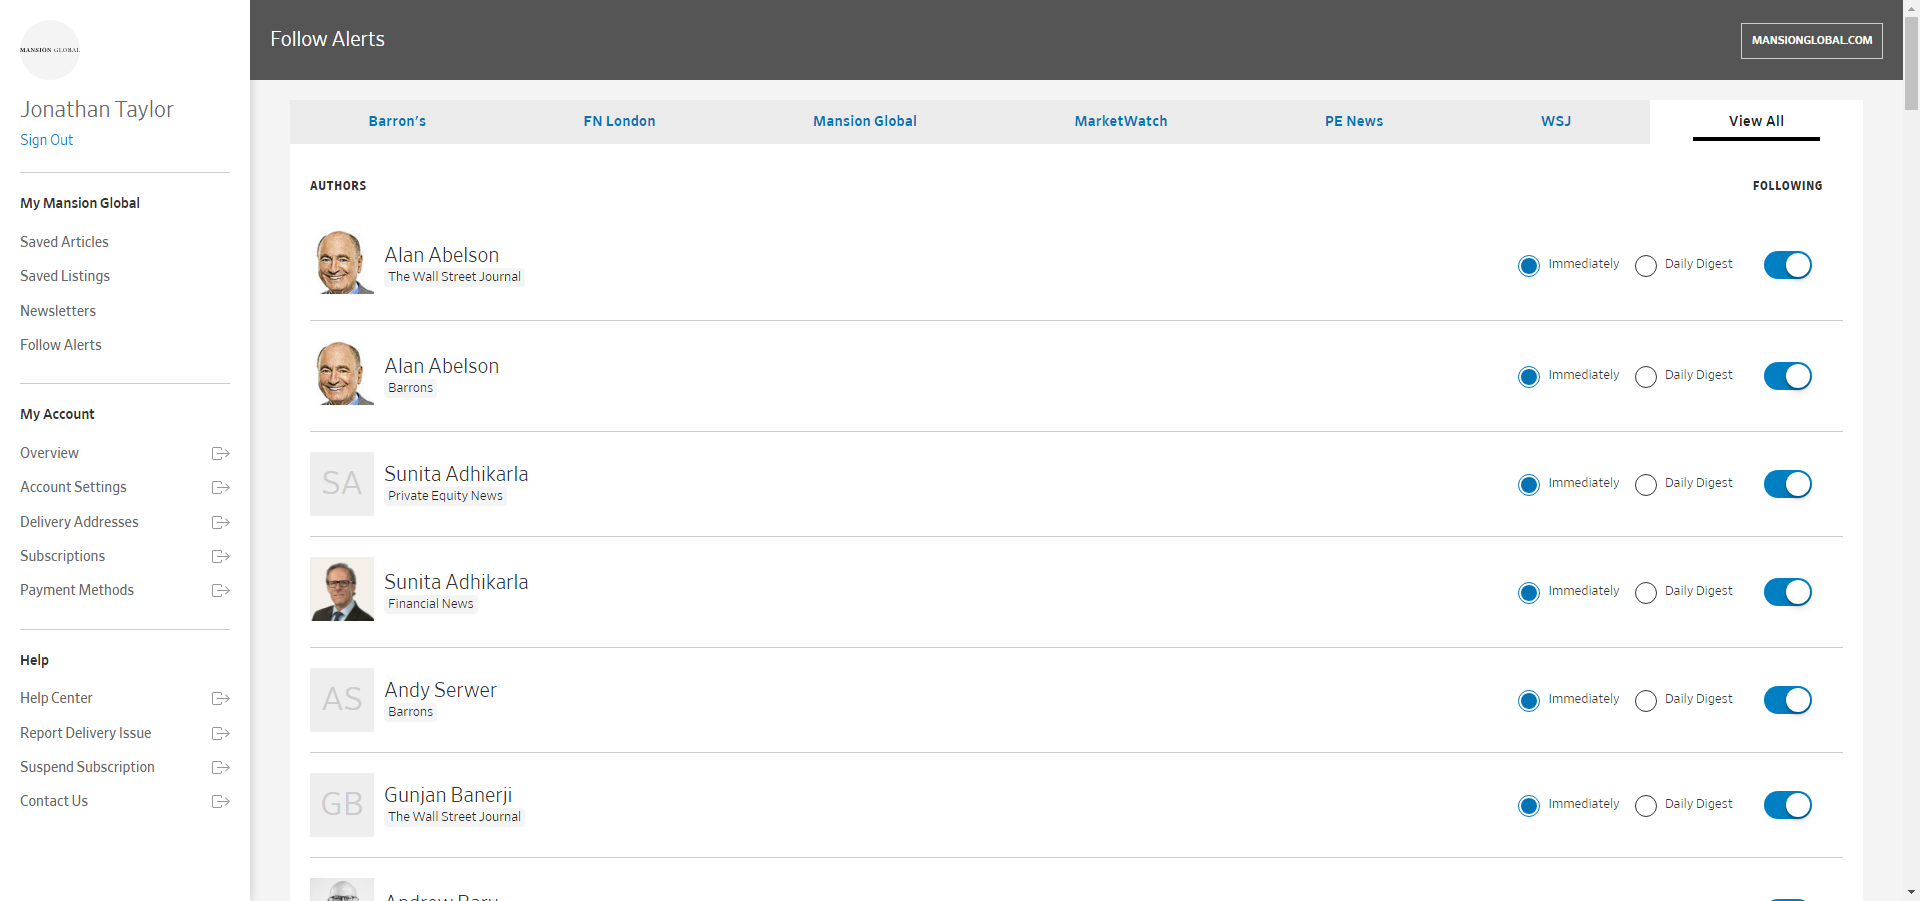 MANSION GLOBAL
Jonathan Taylor
Sign Out
My Mansion Global
Saved Articles
Saved Listings
Newsletters
Follow Alerts
My Account
Overview
Account Settings
Delivery Addresses
Subscriptions
Payment Methods
Help
Help Center
Report Delivery Issue
Suspend Subscription
Contact Us
Follow Alerts
MANSIONGLOBAL.COM
Barron's FN London Mansion Global MarketWatch PE News WSJ View All
AUTHORS FOLLOWING
Alan Abelson
The Wall Street Journal
Immediately Daily Digest
Alan Abelson
Barrons
Immediately Daily Digest
SA
Sunita Adhikarla
Private Equity News
Immediately Daily Digest
Sunita Adhikarla
Financial News
Immediately Daily Digest
AS
Andy Serwer
Barrons
Immediately Daily Digest
GB
Gunjan Banerji
The Wall Street Journal
Immediately Daily Digest
Andrew Bary